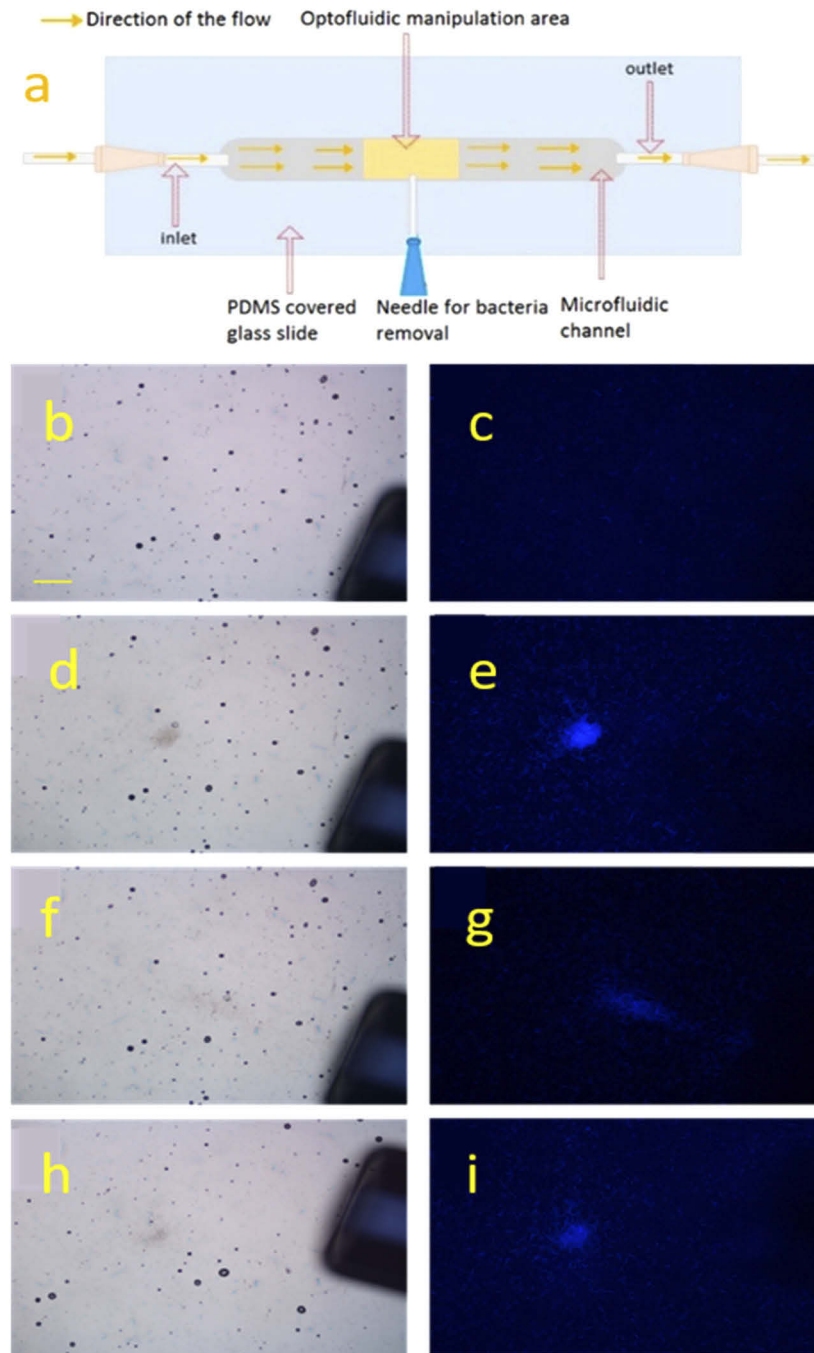 Direction of the flow
Optofluidic manipulation area
a
outlet
inlet
PDMS covered
glass slide
Needle for bacteria
removal
Microfluidic
channel
b
c
d
e
f
g
h
i